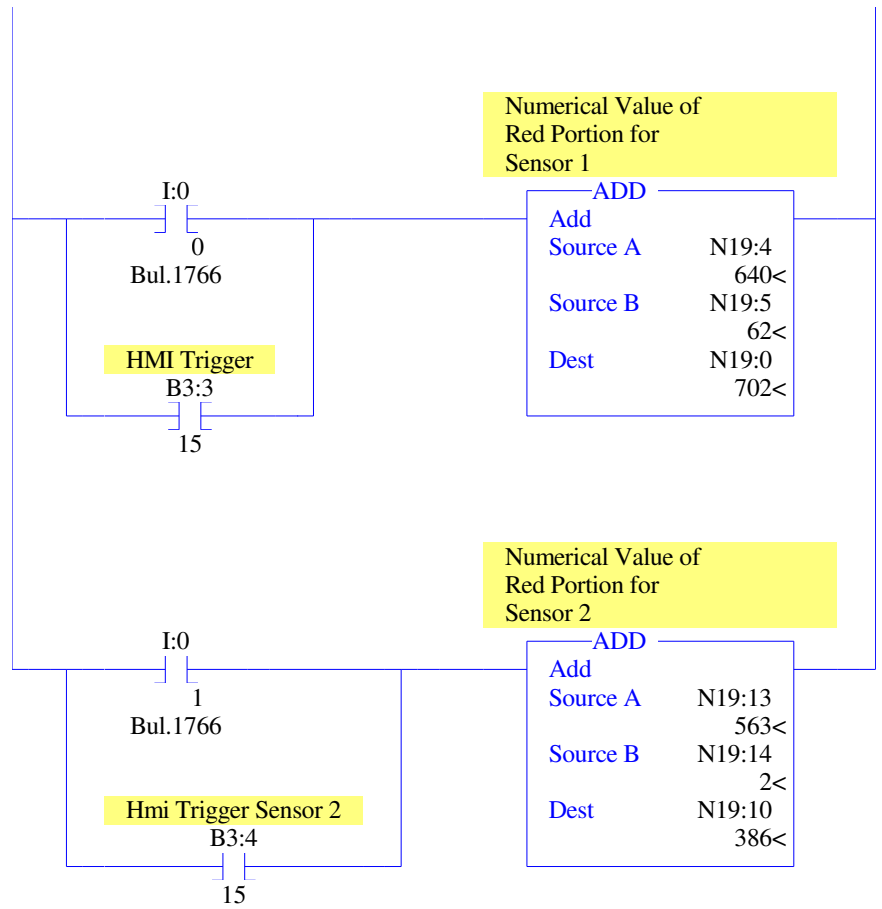 Numerical Value of
Red Portion for
Sensor 1
I:0
0
Bul.1766
HMI Trigger
B3:3
15
ADD
Add
Source A N19:4
640<
Source B N19:5
62<
Dest N19:0
702<
Numerical Value of
Red Portion for
Sensor 2
I:0
1
Bul.1766
Hmi Trigger Sensor 2
B3:4
15
ADD
Add
Source A N19:13
563<
Source B N19:14
2<
Dest N19:10
386<